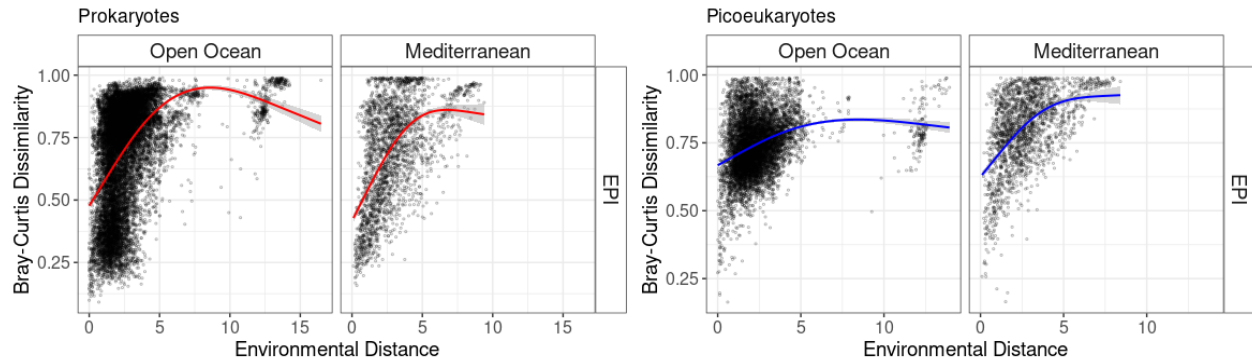 Prokaryotes
Open Ocean
Mediterranean
1.00
0.75
0.50
0.25
Bray-Curtis Dissimilarity
EPI
0 5 10 15 0 5 10 15
Environmental Distance
Picoeukaryotes
Open Ocean
Mediterranean
1.00
0.75
0.50
0.25
Bray-Curtis Dissimilarity
EPI
0 5 10 0 5 10
Environmental Distance